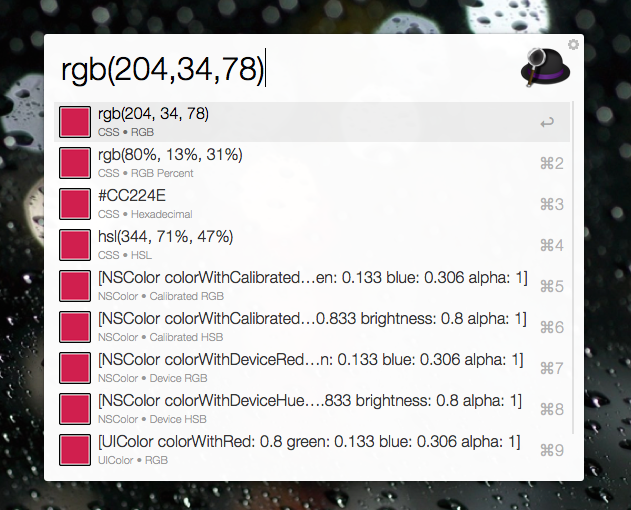 rgb(204,34,78)
rgb(204, 34, 78)
CSS • RGB
rgb(80%, 13%, 31%)
CSS • RGB Percent
⌘2
#CC224E
CSS • Hexadecimal
⌘3
hsl(344, 71%, 47%)
CSS • HSL
⌘4
[NSColor colorWithCalibrated…en: 0.133 blue: 0.306 alpha: 1]
NSColor • Calibrated RGB
⌘5
[NSColor colorWithCalibrated…0.833 brightness: 0.8 alpha: 1]
NSColor • Calibrated HSB
⌘6
[NSColor colorWithDeviceRed…n: 0.133 blue: 0.306 alpha: 1]
NSColor • Device RGB
⌘7
[NSColor colorWithDeviceHue….833 brightness: 0.8 alpha: 1]
NSColor • Device HSB
⌘8
[UIColor colorWithRed: 0.8 green: 0.133 blue: 0.306 alpha: 1]
UIColor • RGB
⌘9